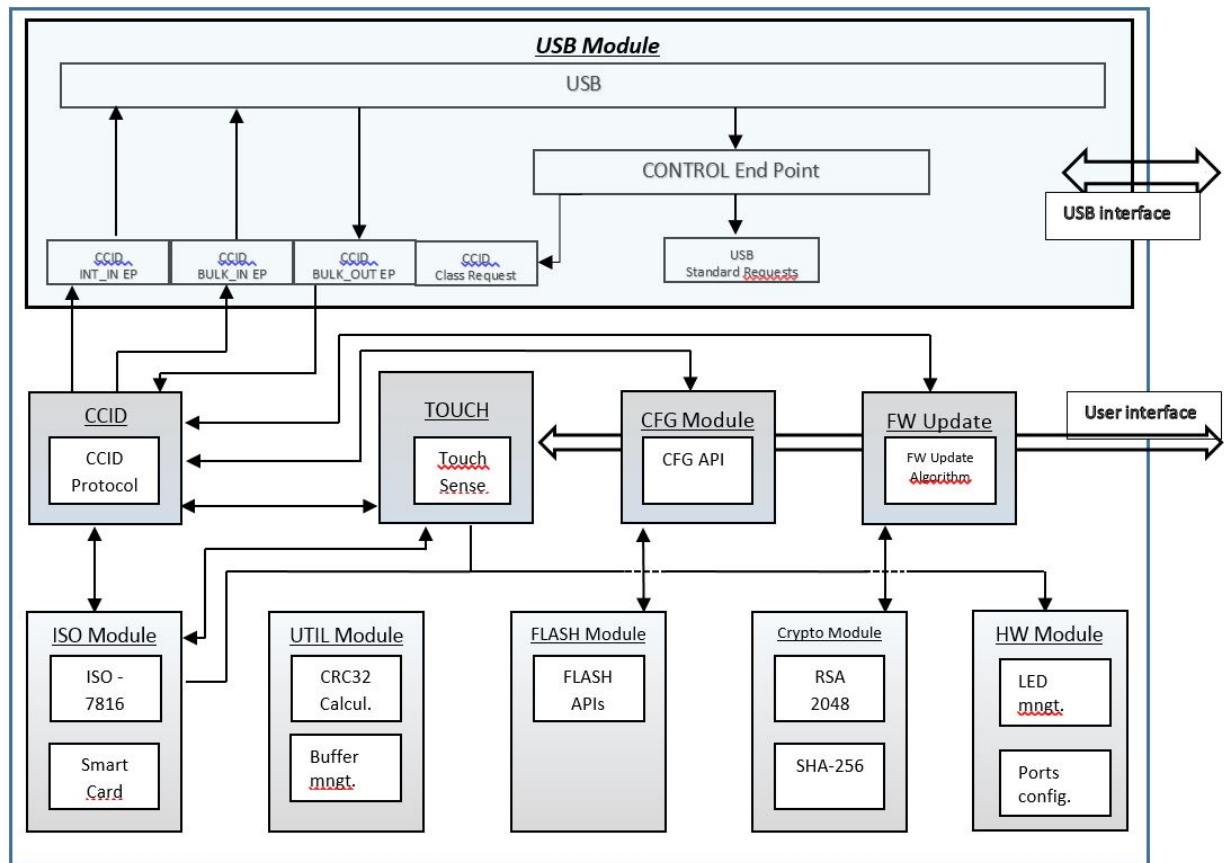 USB Module
USB
CONTROL End Point
USB interface
CCID
INT_IN EP
CCID
BULK_IN EP
CCID
BULK_OUT EP
CCID
Class Request
USB
Standard Requests
CCID
CCID
Protocol
TOUCH
Touch
Sense
CFG Module
CFG API
FW Update
FW Update
Algorithm
User interface
ISO Module
ISO -
7816
Smart
Card
UTIL Module
CRC32
Calcul.
Buffer
mngt.
FLASH Module
FLASH
APIs
Crypto Module
RSA
2048
SHA-256
HW Module
LED
mngt.
Ports
config.